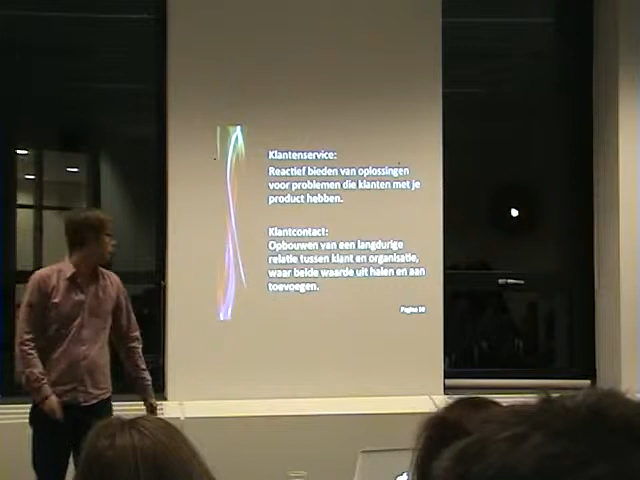 Klantenservice:
Reactief bieden van oplossingen
voor problemen die klanten met je
product hebben.
Klantcontact:
Opbouwen van een langdurige
relatie tussen klant en organisatie,
waar beide waarde uit halen en aan
toevoegen.
Pagina